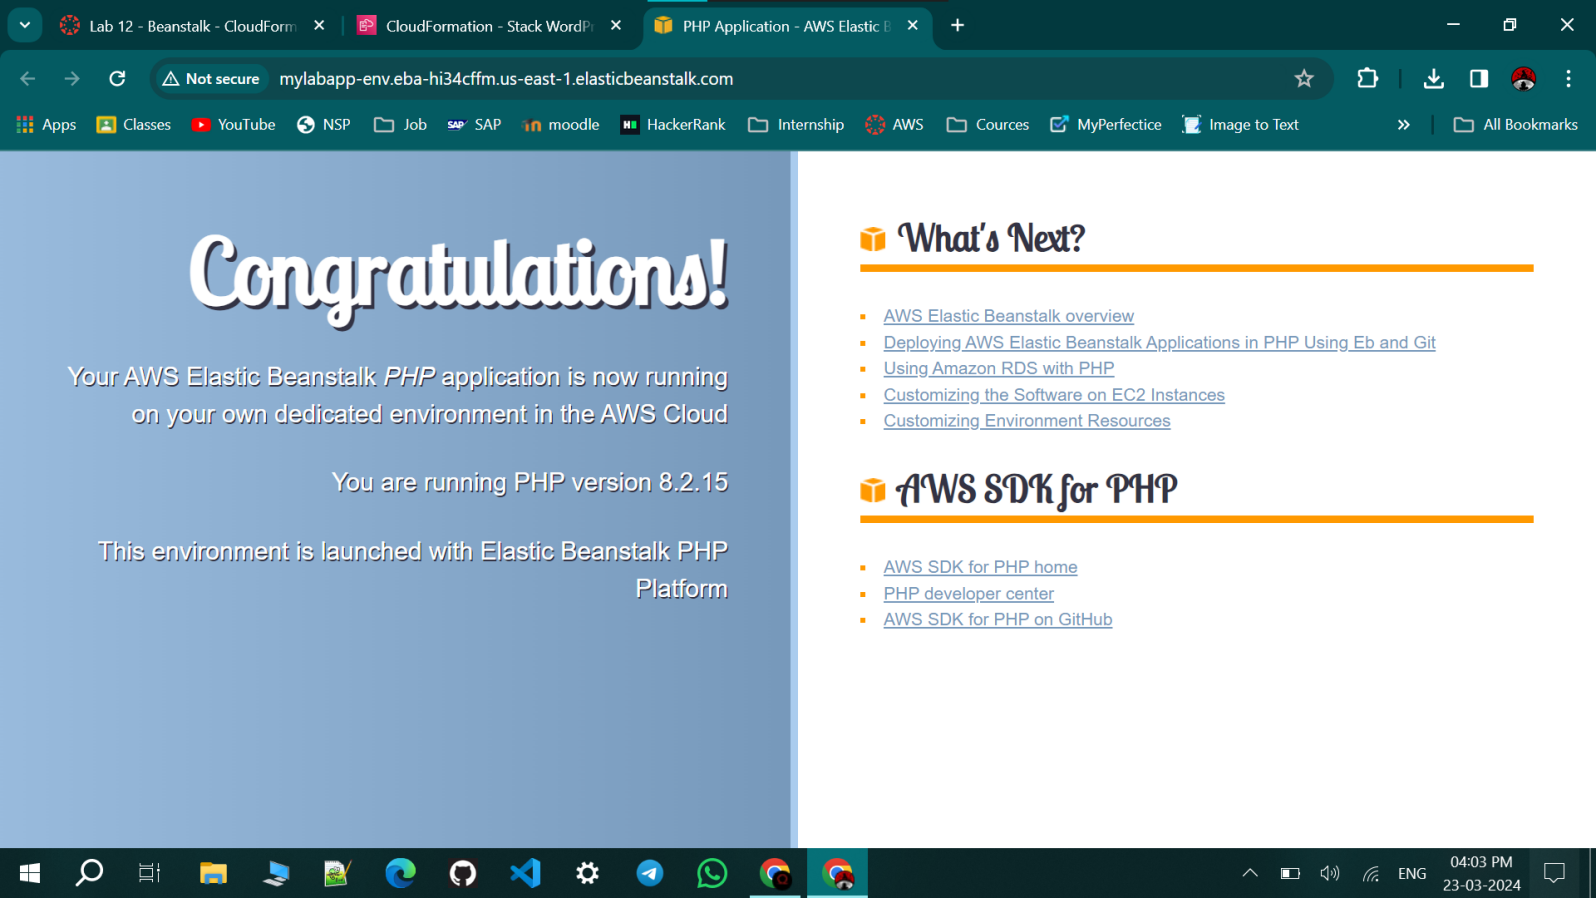 Lab 12 - Beanstalk - CloudForm
CloudFormation - Stack WordPr
PHP Application - AWS Elastic B
Not secure
mylabapp-env.eba-hi34cffm.us-east-1.elasticbeanstalk.com
Apps
Classes
YouTube
NSP
Job
SAP
SAP
moodle
HackerRank
Internship
AWS
Cources
MyPerfectice
Image to Text
All Bookmarks
Congratulations!
Your AWS Elastic Beanstalk PHP application is now running
on your own dedicated environment in the AWS Cloud
You are running PHP version 8.2.15
This environment is launched with Elastic Beanstalk PHP
Platform
What's Next?
AWS Elastic Beanstalk overview
Deploying AWS Elastic Beanstalk Applications in PHP Using Eb and Git
Using Amazon RDS with PHP
Customizing the Software on EC2 Instances
Customizing Environment Resources
AWS SDK for PHP
AWS SDK for PHP home
PHP developer center
AWS SDK for PHP on GitHub
ENG
04:03 PM
23-03-2024